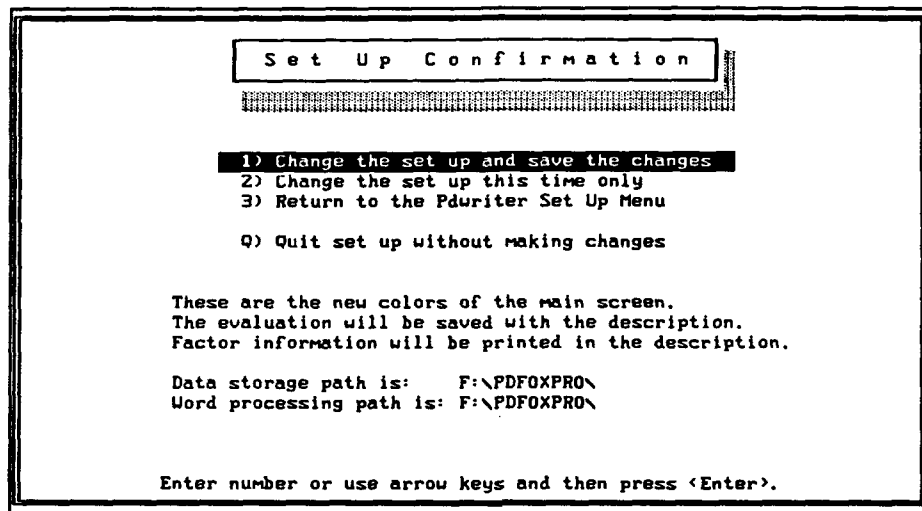 Set Up Confirmation
1) Change the set up and save the changes
2) Change the set up this time only
3) Return to the Pdwriter Set Up Menu
Q) Quit set up without making changes
These are the new colors of the main screen.
The evaluation will be saved with the description.
Factor information will be printed in the description.
Data storage path is: F:\PDFOXPRO\
Word processing path is: F:\PDFOXPRO\
Enter number or use arrow keys and then press <Enter>.